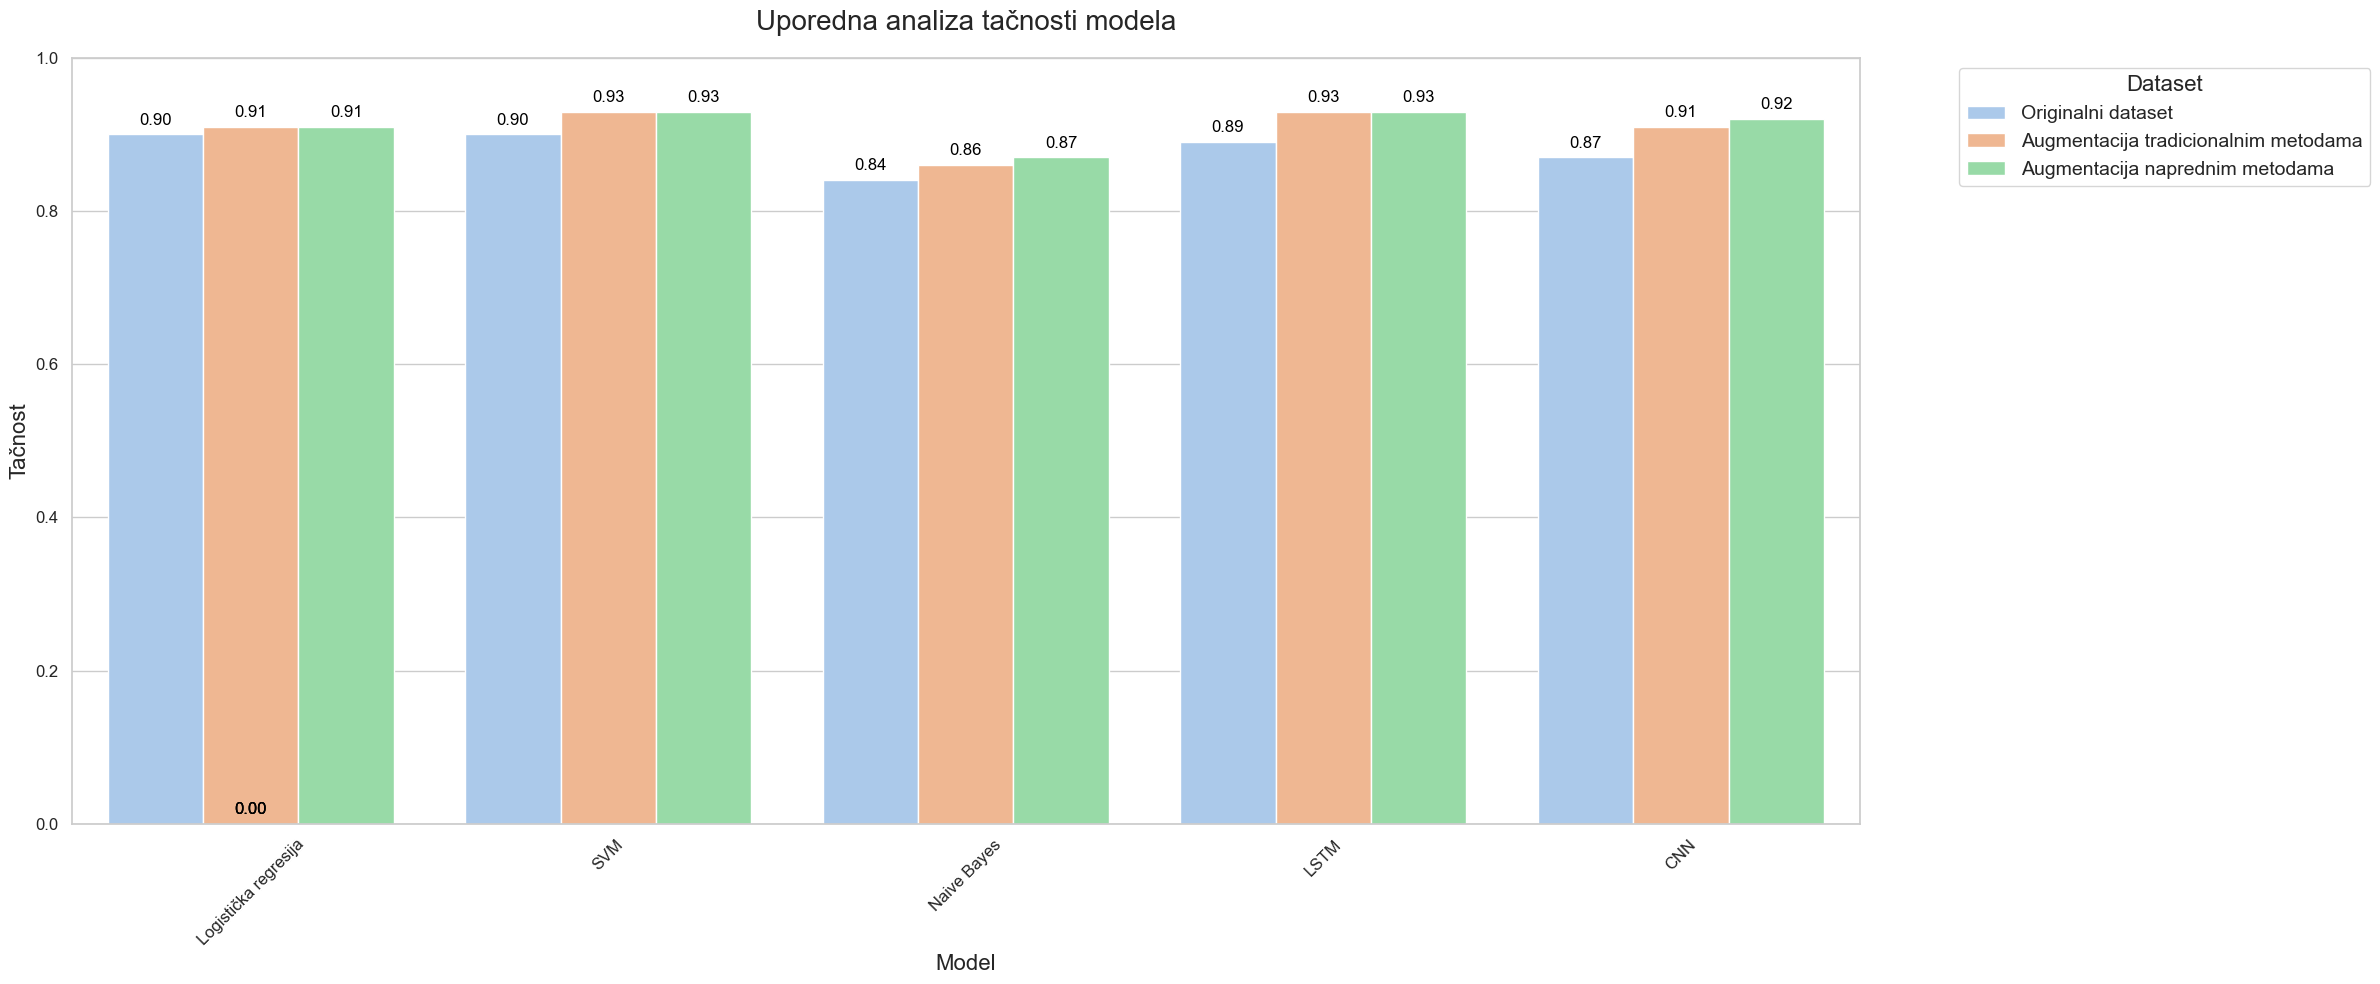 Uporedna analiza tačnosti modela
1.0
0.8
0.6
0.4
0.2
0.0
Tačnost
0.90
0.91
0.91
0.90
0.93
0.93
0.84
0.86
0.87
0.89
0.93
0.93
0.87
0.91
0.92
0.00
Logistička regresija
SVM
Naive Bayes
LSTM
CNN
Model
Dataset
Originalni dataset
Augmentacija tradicionalnim metodama
Augmentacija naprednim metodama